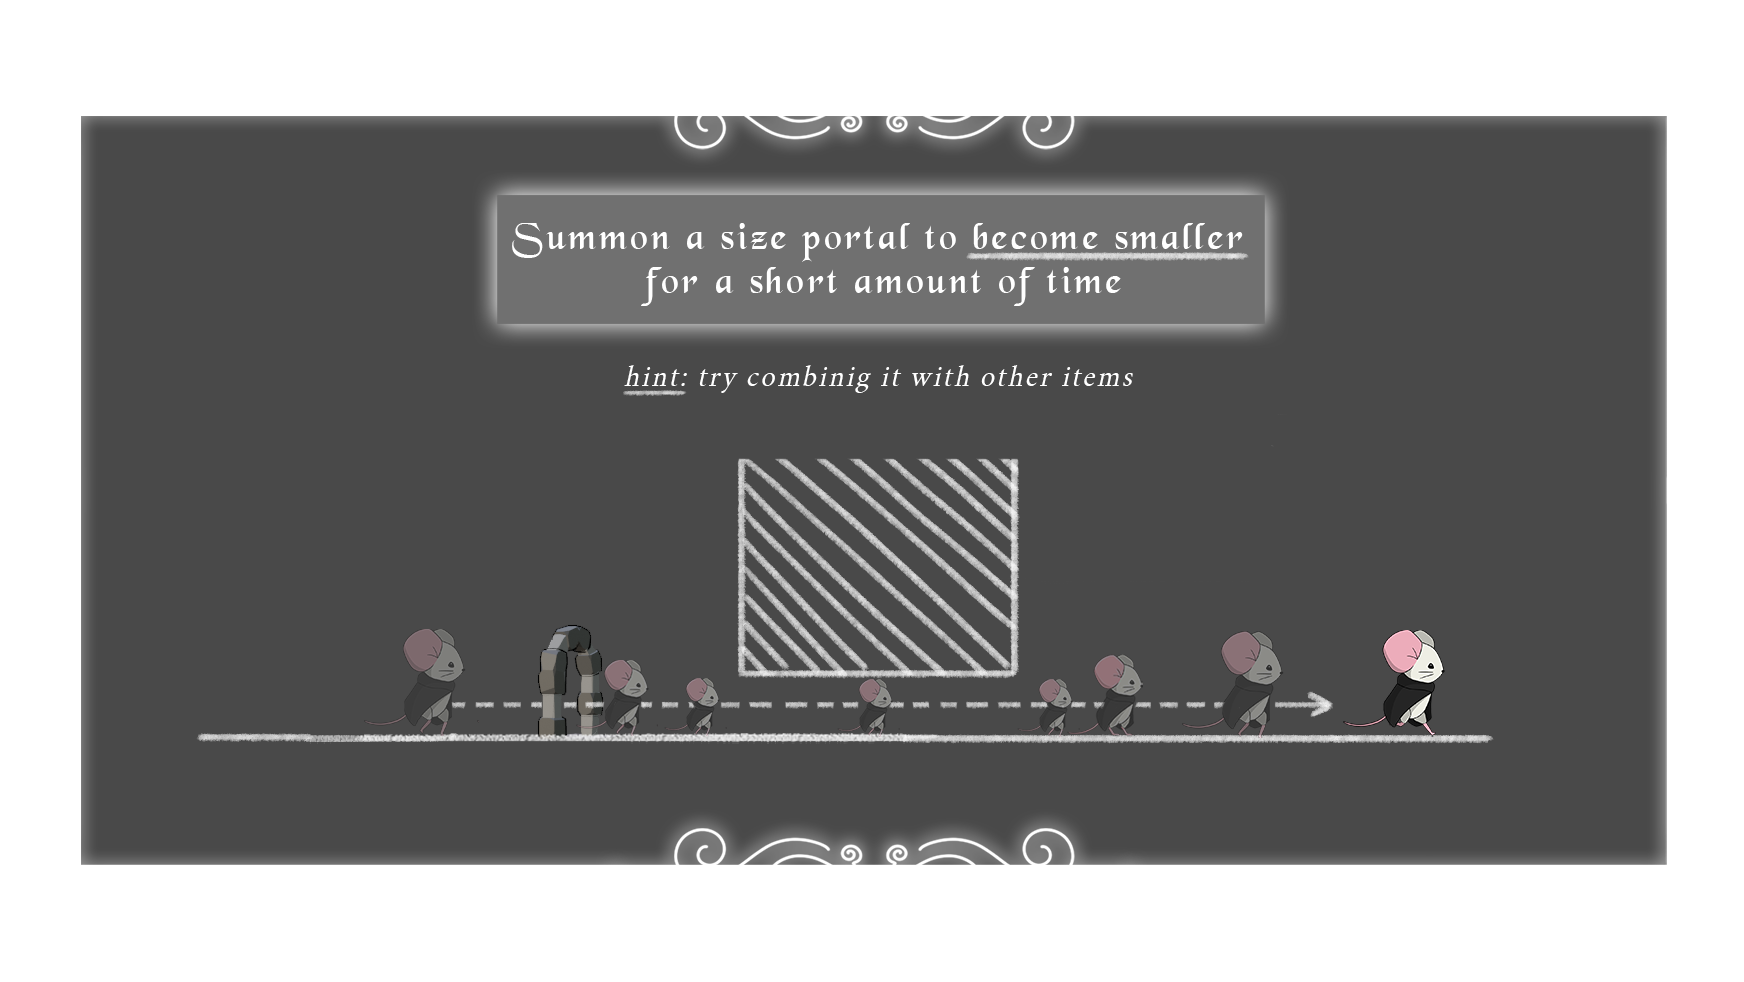 Summon a size portal to become smaller
for a short amount of time
hint: try combinig it with other items